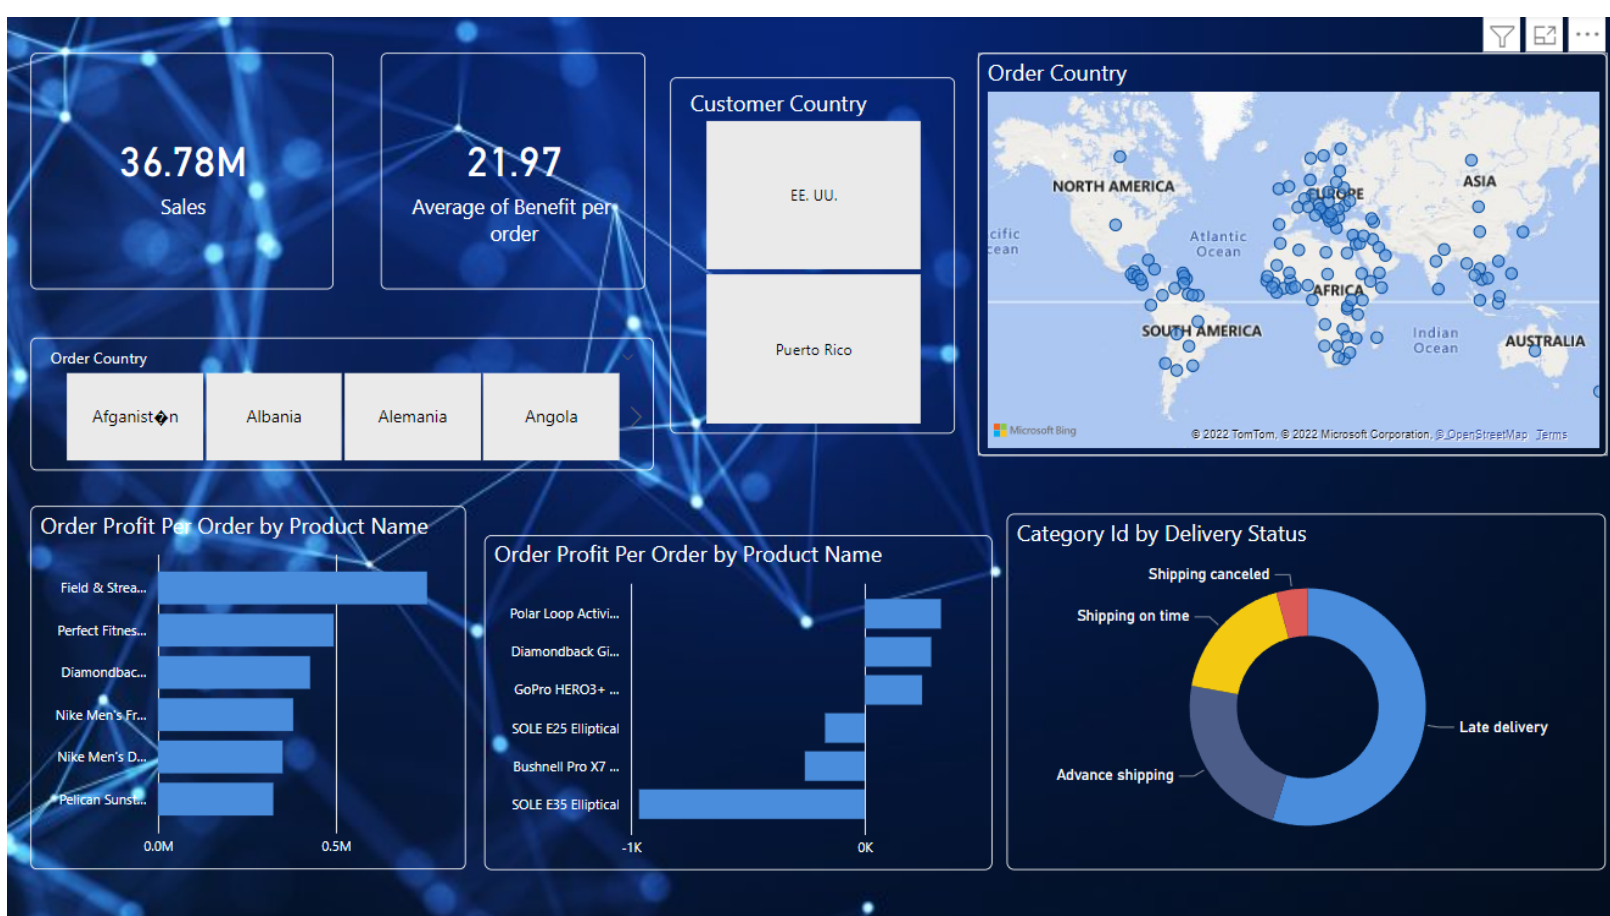 36.78M
Sales
21.97
Average of Benefit per
order
Customer Country
EE. UU.
Puerto Rico
Order Country
NORTH AMERICA
EUROPE
ASIA
cific
cean
Atlantic
Ocean
AFRICA
SOUTH AMERICA
Indian
Ocean
AUSTRALIA
Microsoft Bing
© 2022 TomTom, © 2022 Microsoft Corporation, © OpenStreetMap Terms
Order Country
Afganist�n
Albania
Alemania
Angola
Order Profit Per Order by Product Name
Field & Strea...
Perfect Fitnes...
Diamondbac...
Nike Men's Fr...
Nike Men's D...
Pelican Sunst...
0.0M
0.5M
Order Profit Per Order by Product Name
Polar Loop Activi...
Diamondback Gi...
GoPro HERO3+ ...
SOLE E25 Elliptical
Bushnell Pro X7 ...
SOLE E35 Elliptical
-1K
0K
Category Id by Delivery Status
Shipping canceled
Shipping on time
Late delivery
Advance shipping